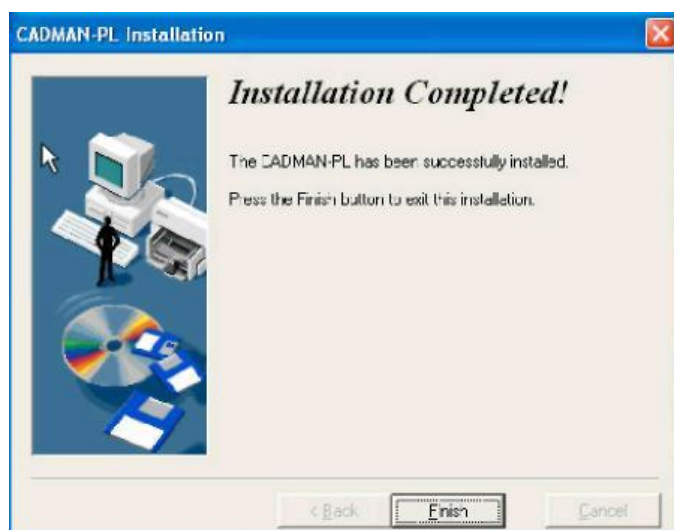 CADMAN-PL Installation
Installation Completed!
The CADMAN-PL has been successfully installed.
Press the Finish button to exit this installation.
< Back
Finish
Cancel